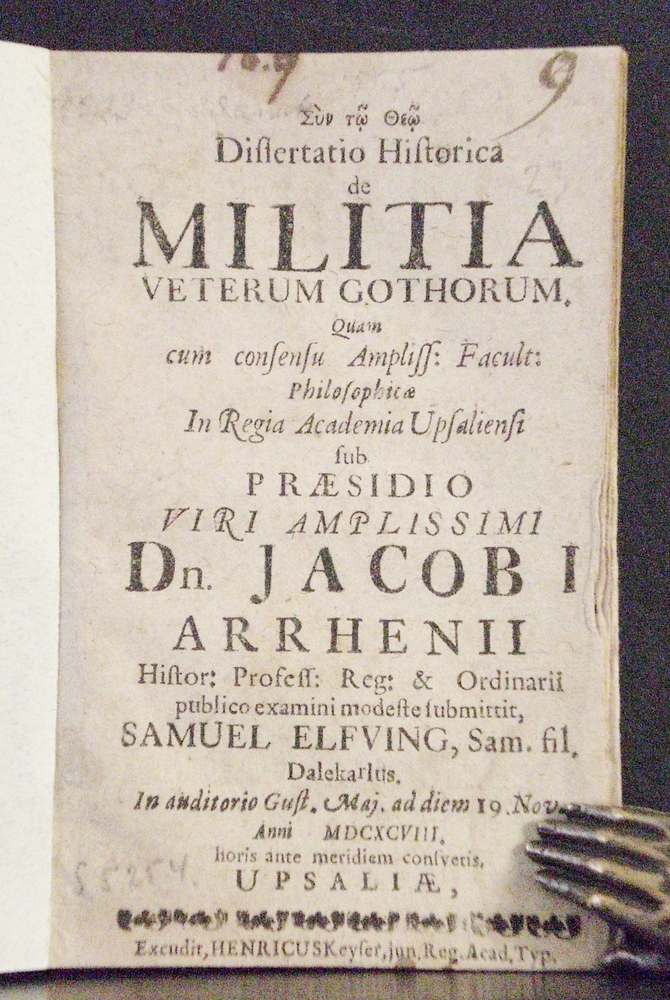 9
Σὺν τῷ Θεῷ
Dissertatio Historica
de
MILITIA
VETERUM GOTHORUM,
Quam
cum consensu Ampliss: Facult:
Philosophicæ
In Regia Academia Upsaliensi
sub
PRÆSIDIO
VIRI AMPLISSIMI
Dn. JACOBI
ARRHENII
Histor: Profess: Reg: & Ordinarii
publico examini modeste submittit,
SAMUEL ELFVING, Sam. fil.
Dalekarlus.
In auditorio Gust. Maj. ad diem 19. Nov.
Anni MDCXCVIII.
horis ante meridiem consvetis.
UPSALIÆ,
Excudit, HENRICUS Keyser, jun. Reg. Acad. Typ.